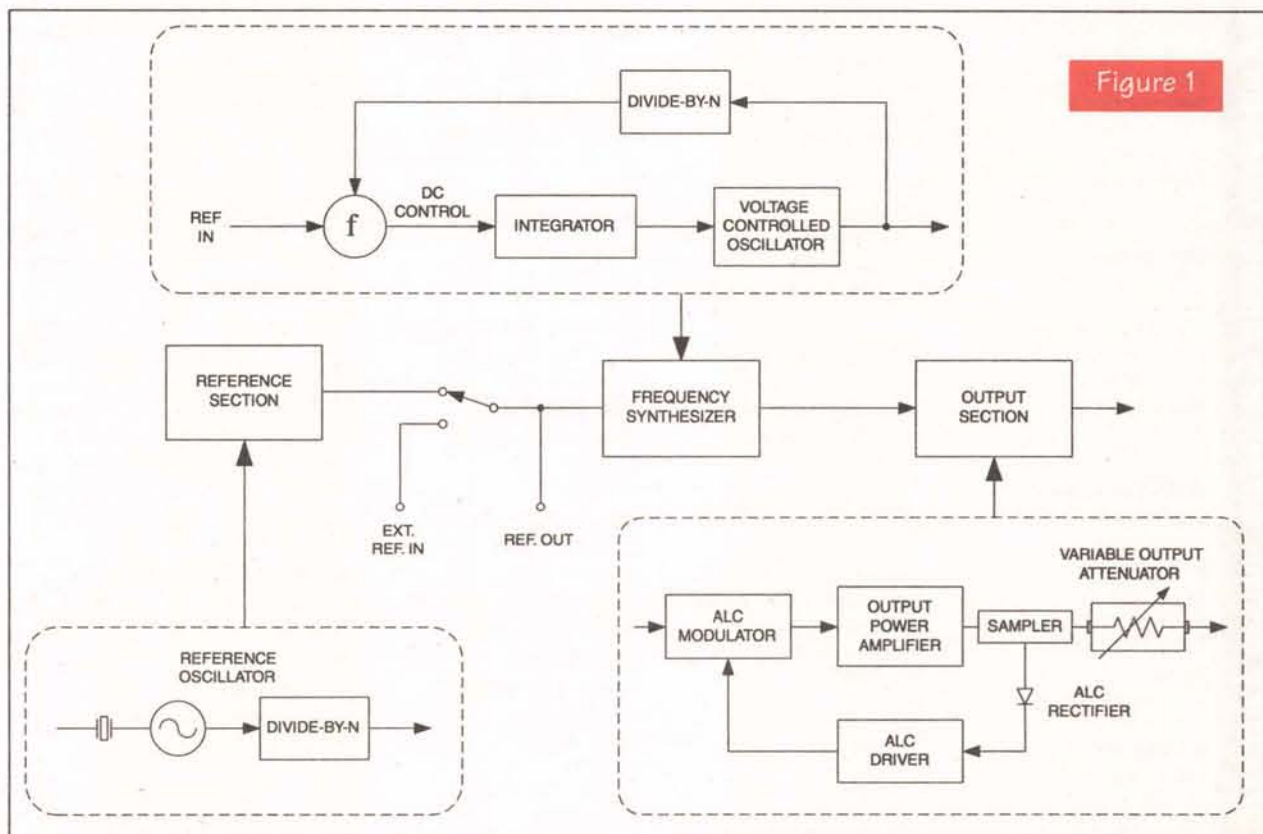 Figure 1
DIVIDE-BY-N
REF
IN
f
DC
CONTROL
INTEGRATOR
VOLTAGE
CONTROLLED
OSCILLATOR
REFERENCE
SECTION
FREQUENCY
SYNTHESIZER
OUTPUT
SECTION
EXT.
REF. IN
REF. OUT
REFERENCE
OSCILLATOR
DIVIDE-BY-N
VARIABLE OUTPUT
ATTENUATOR
ALC
MODULATOR
OUTPUT
POWER
AMPLIFIER
SAMPLER
ALC
RECTIFIER
ALC
DRIVER